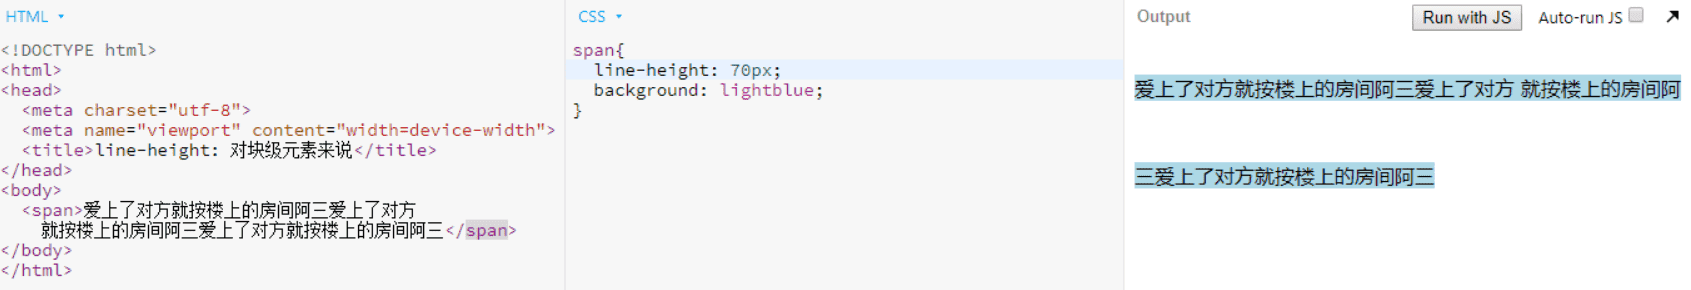 HTML
<!DOCTYPE html>
<html>
<head>
<meta charset="utf-8">
<meta name="viewport" content="width=device-width">
<title>line-height: 对块级元素来说</title>
</head>
<body>
<span>爱上了对方就按楼上的房间阿三爱上了对方
就按楼上的房间阿三爱上了对方就按楼上的房间阿三</span>
</body>
</html>
CSS
span{
line-height: 70px;
background: lightblue;
}
Output
Run with JS
Auto-run JS
爱上了对方就按楼上的房间阿三爱上了对方 就按楼上的房间阿
三爱上了对方就按楼上的房间阿三